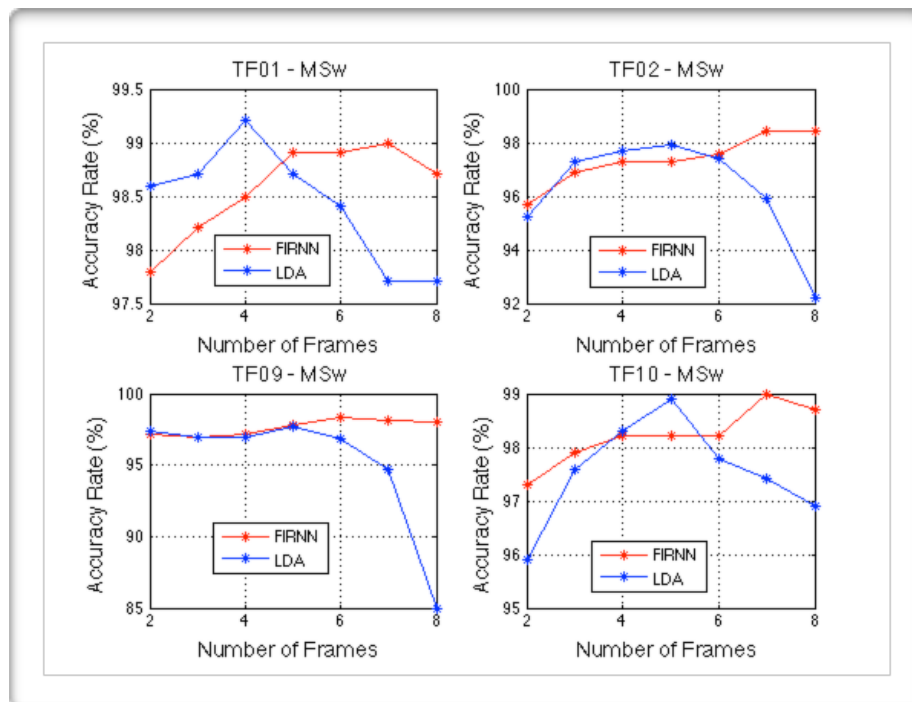 TF01 - MSw
99.5
99
98.5
98
97.5
Accuracy Rate (%)
FIRNN
LDA
2 4 6 8
Number of Frames
TF02 - MSw
100
98
96
94
92
Accuracy Rate (%)
FIRNN
LDA
2 4 6 8
Number of Frames
TF09 - MSw
100
95
90
85
Accuracy Rate (%)
FIRNN
LDA
2 4 6 8
Number of Frames
TF10 - MSw
99
98
97
96
95
Accuracy Rate (%)
FIRNN
LDA
2 4 6 8
Number of Frames